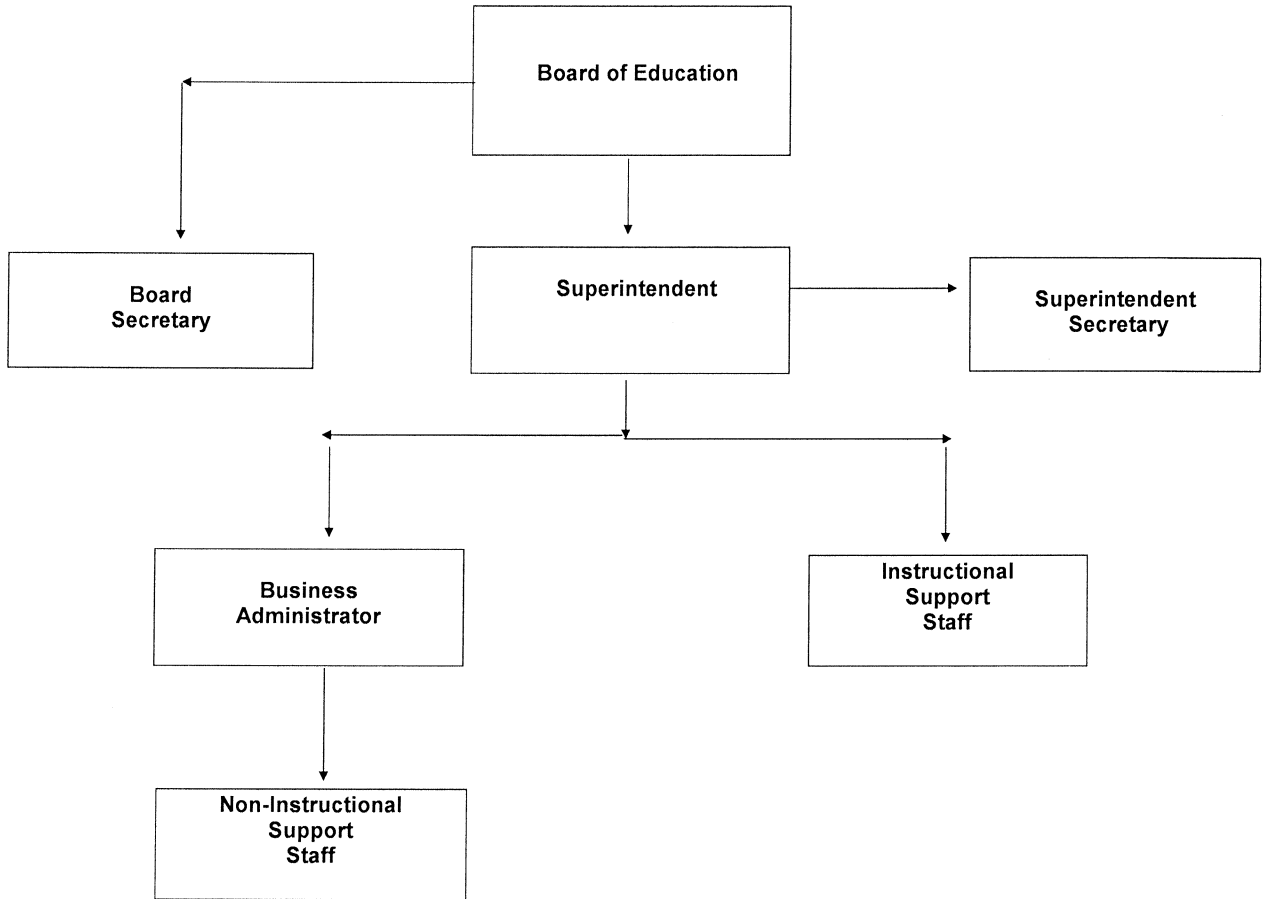 Board of Education
Board
Secretary
Superintendent
Superintendent
Secretary
Business
Administrator
Instructional
Support
Staff
Non-Instructional
Support
Staff